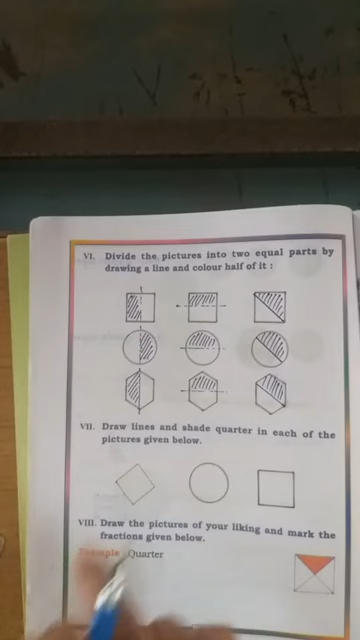 VI. Divide the pictures into two equal parts by
drawing a line and colour half of it :
VII. Draw lines and shade quarter in each of the
pictures given below.
VIII. Draw the pictures of your liking and mark the
fractions given below.
Example Quarter